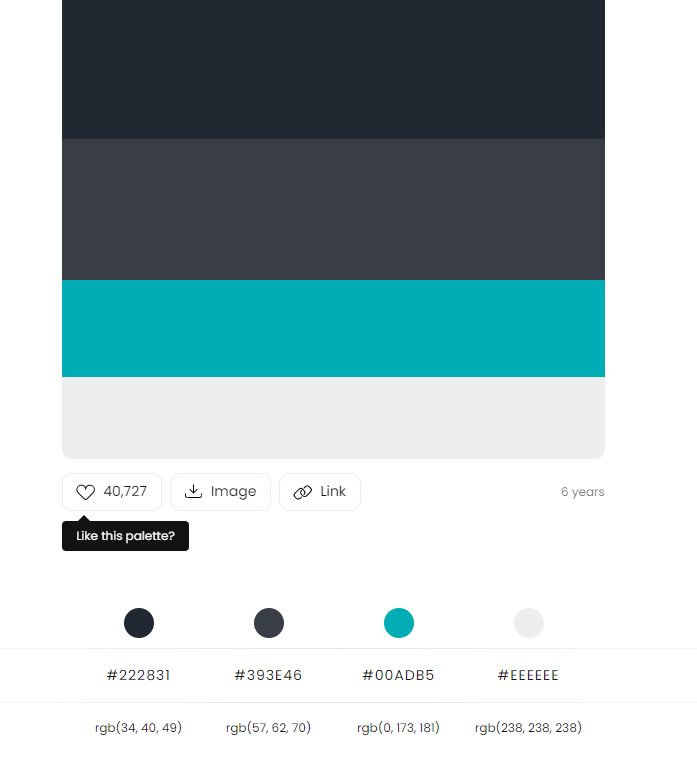 40,727 Image Link 6 years
Like this palette?
#222831 #393E46 #00ADB5 #EEEEEE
rgb(34, 40, 49) rgb(57, 62, 70) rgb(0, 173, 181) rgb(238, 238, 238)